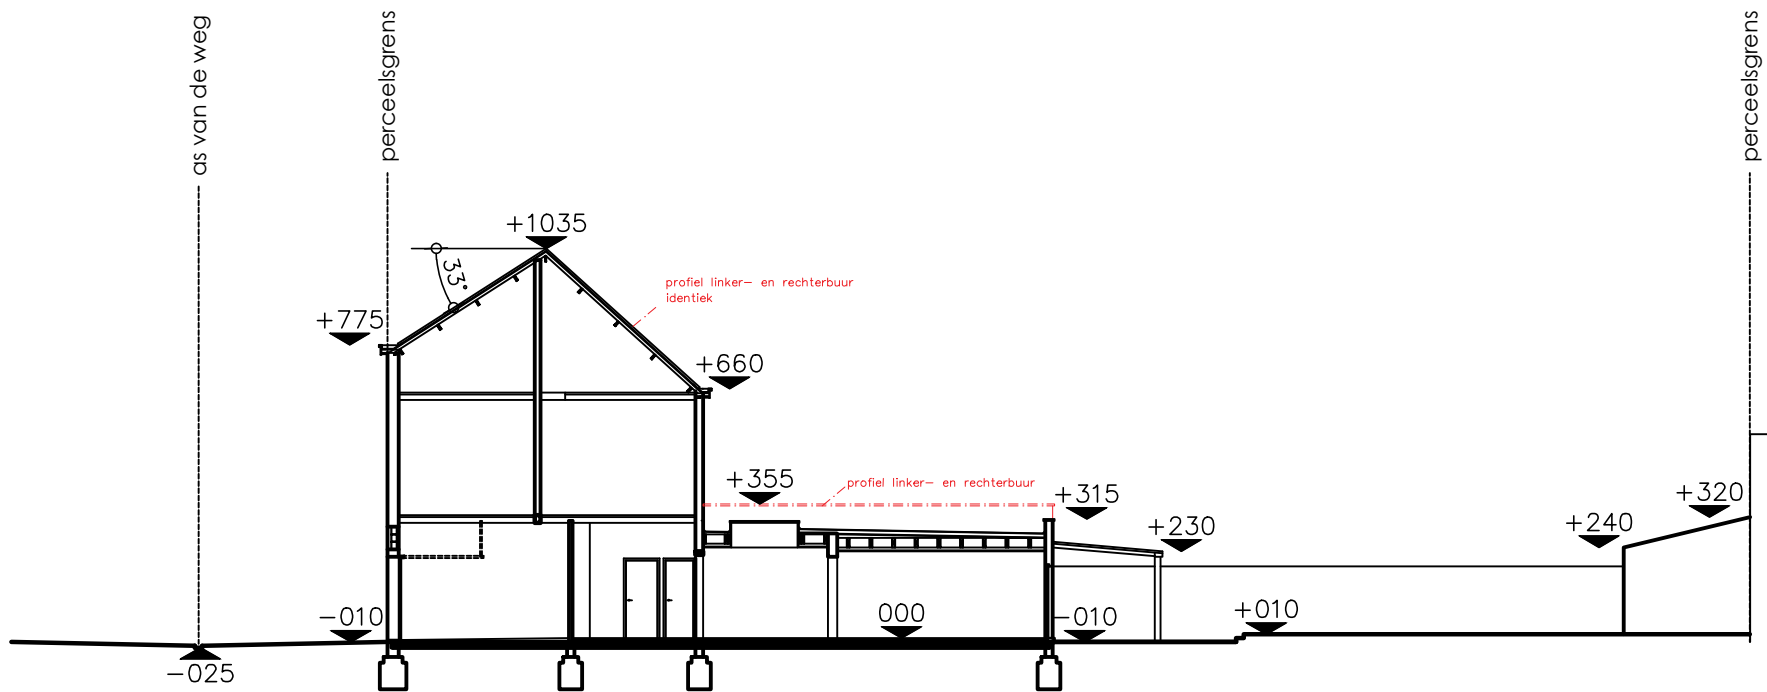 as van de weg
perceelsgrens
perceelsgrens
+1035
33°
profiel linker- en rechterbuur
identiek
+775
+660
+355
profiel linker- en rechterbuur
+315
+320
+230
+240
-010
000
-010
+010
-025